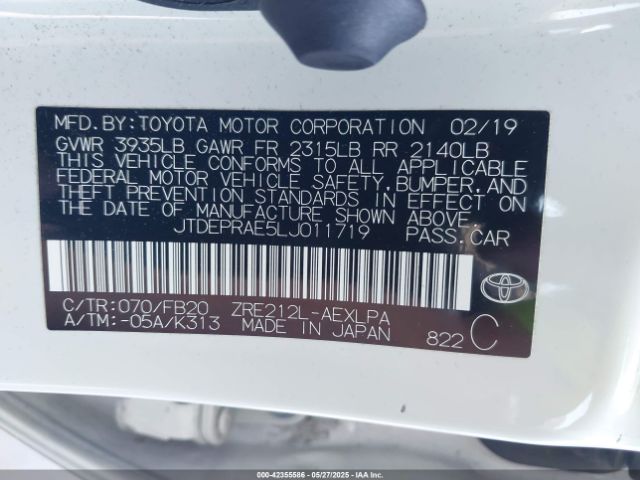 MFD.BY:TOYOTA MOTOR CORPORATION 02/19
GVWR 3935LB GAWR FR 2315LB RR 2140LB
THIS VEHICLE CONFORMS TO ALL APPLICABLE
FEDERAL MOTOR VEHICLE SAFETY,BUMPER,AND
THEFT PREVENTION STANDARDS IN EFFECT ON
THE DATE OF MANUFACTURE SHOWN ABOVE.
JTDEPRAE5LJ011719 PASS.CAR
C/TR:070/FB20 ZRE212L-AEXLPA
A/TM:-05A/K313 MADE IN JAPAN 822 C
00-42355586 - 05/27/2025 - IAAI.COM